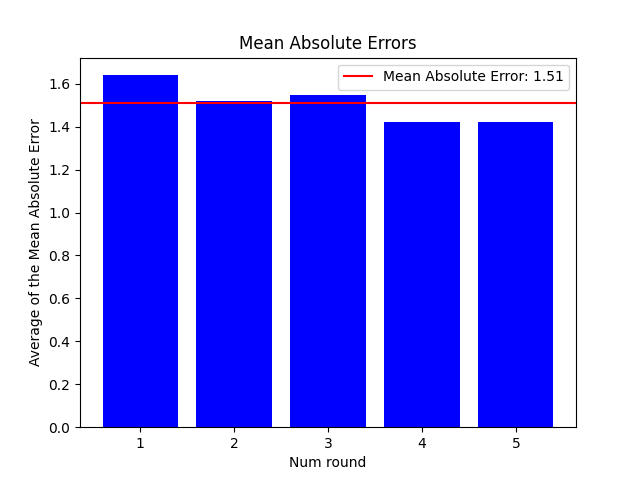 Mean Absolute Errors
Mean Absolute Error: 1.51
Average of the Mean Absolute Error
1.6
1.4
1.2
1.0
0.8
0.6
0.4
0.2
0.0
1 2 3 4 5
Num round